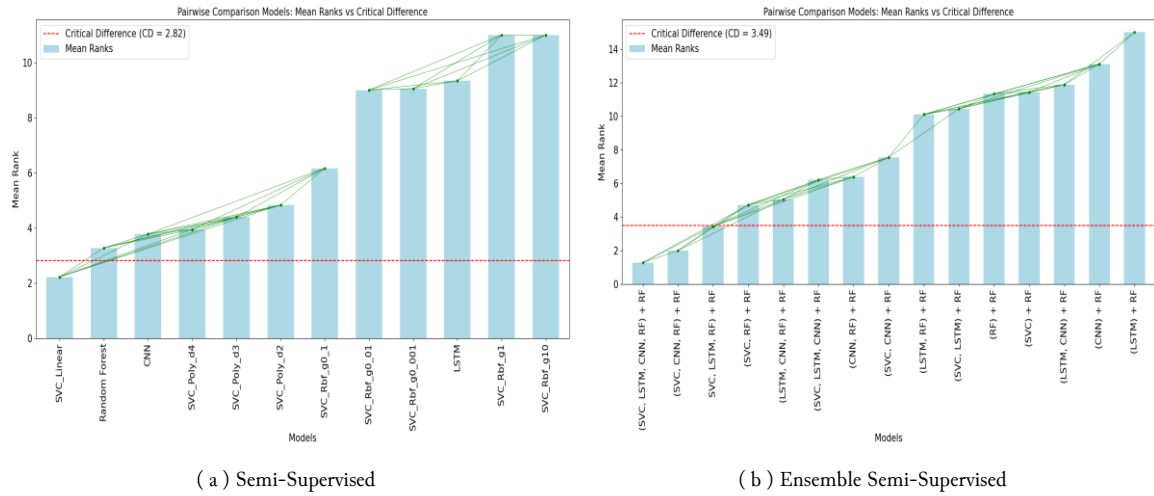 Pairwise Comparison Models: Mean Ranks vs Critical Difference
Critical Difference (CD = 2.82)
Mean Ranks
Mean Rank
10
8
6
4
2
0
SVC_Linear
Random Forest
CNN
SVC_Poly_d4
SVC_Poly_d3
SVC_Poly_d2
SVC_Rbf_g0_1
SVC_Rbf_g0_01
SVC_Rbf_g0_001
LSTM
SVC_Rbf_g1
SVC_Rbf_g10
Models
( a ) Semi-Supervised
Pairwise Comparison Models: Mean Ranks vs Critical Difference
Critical Difference (CD = 3.49)
Mean Ranks
Mean Rank
14
12
10
8
6
4
2
0
(SVC, LSTM, CNN, RF) + RF
(SVC, CNN, RF) + RF
SVC, LSTM, RF) + RF
(SVC, RF) + RF
(LSTM, CNN, RF) + RF
(SVC, LSTM, CNN) + RF
(CNN, RF) + RF
(SVC, CNN) + RF
(LSTM, RF) + RF
(SVC, LSTM) + RF
(RF) + RF
(SVC) + RF
(LSTM, CNN) + RF
(CNN) + RF
(LSTM) + RF
Models
( b ) Ensemble Semi-Supervised